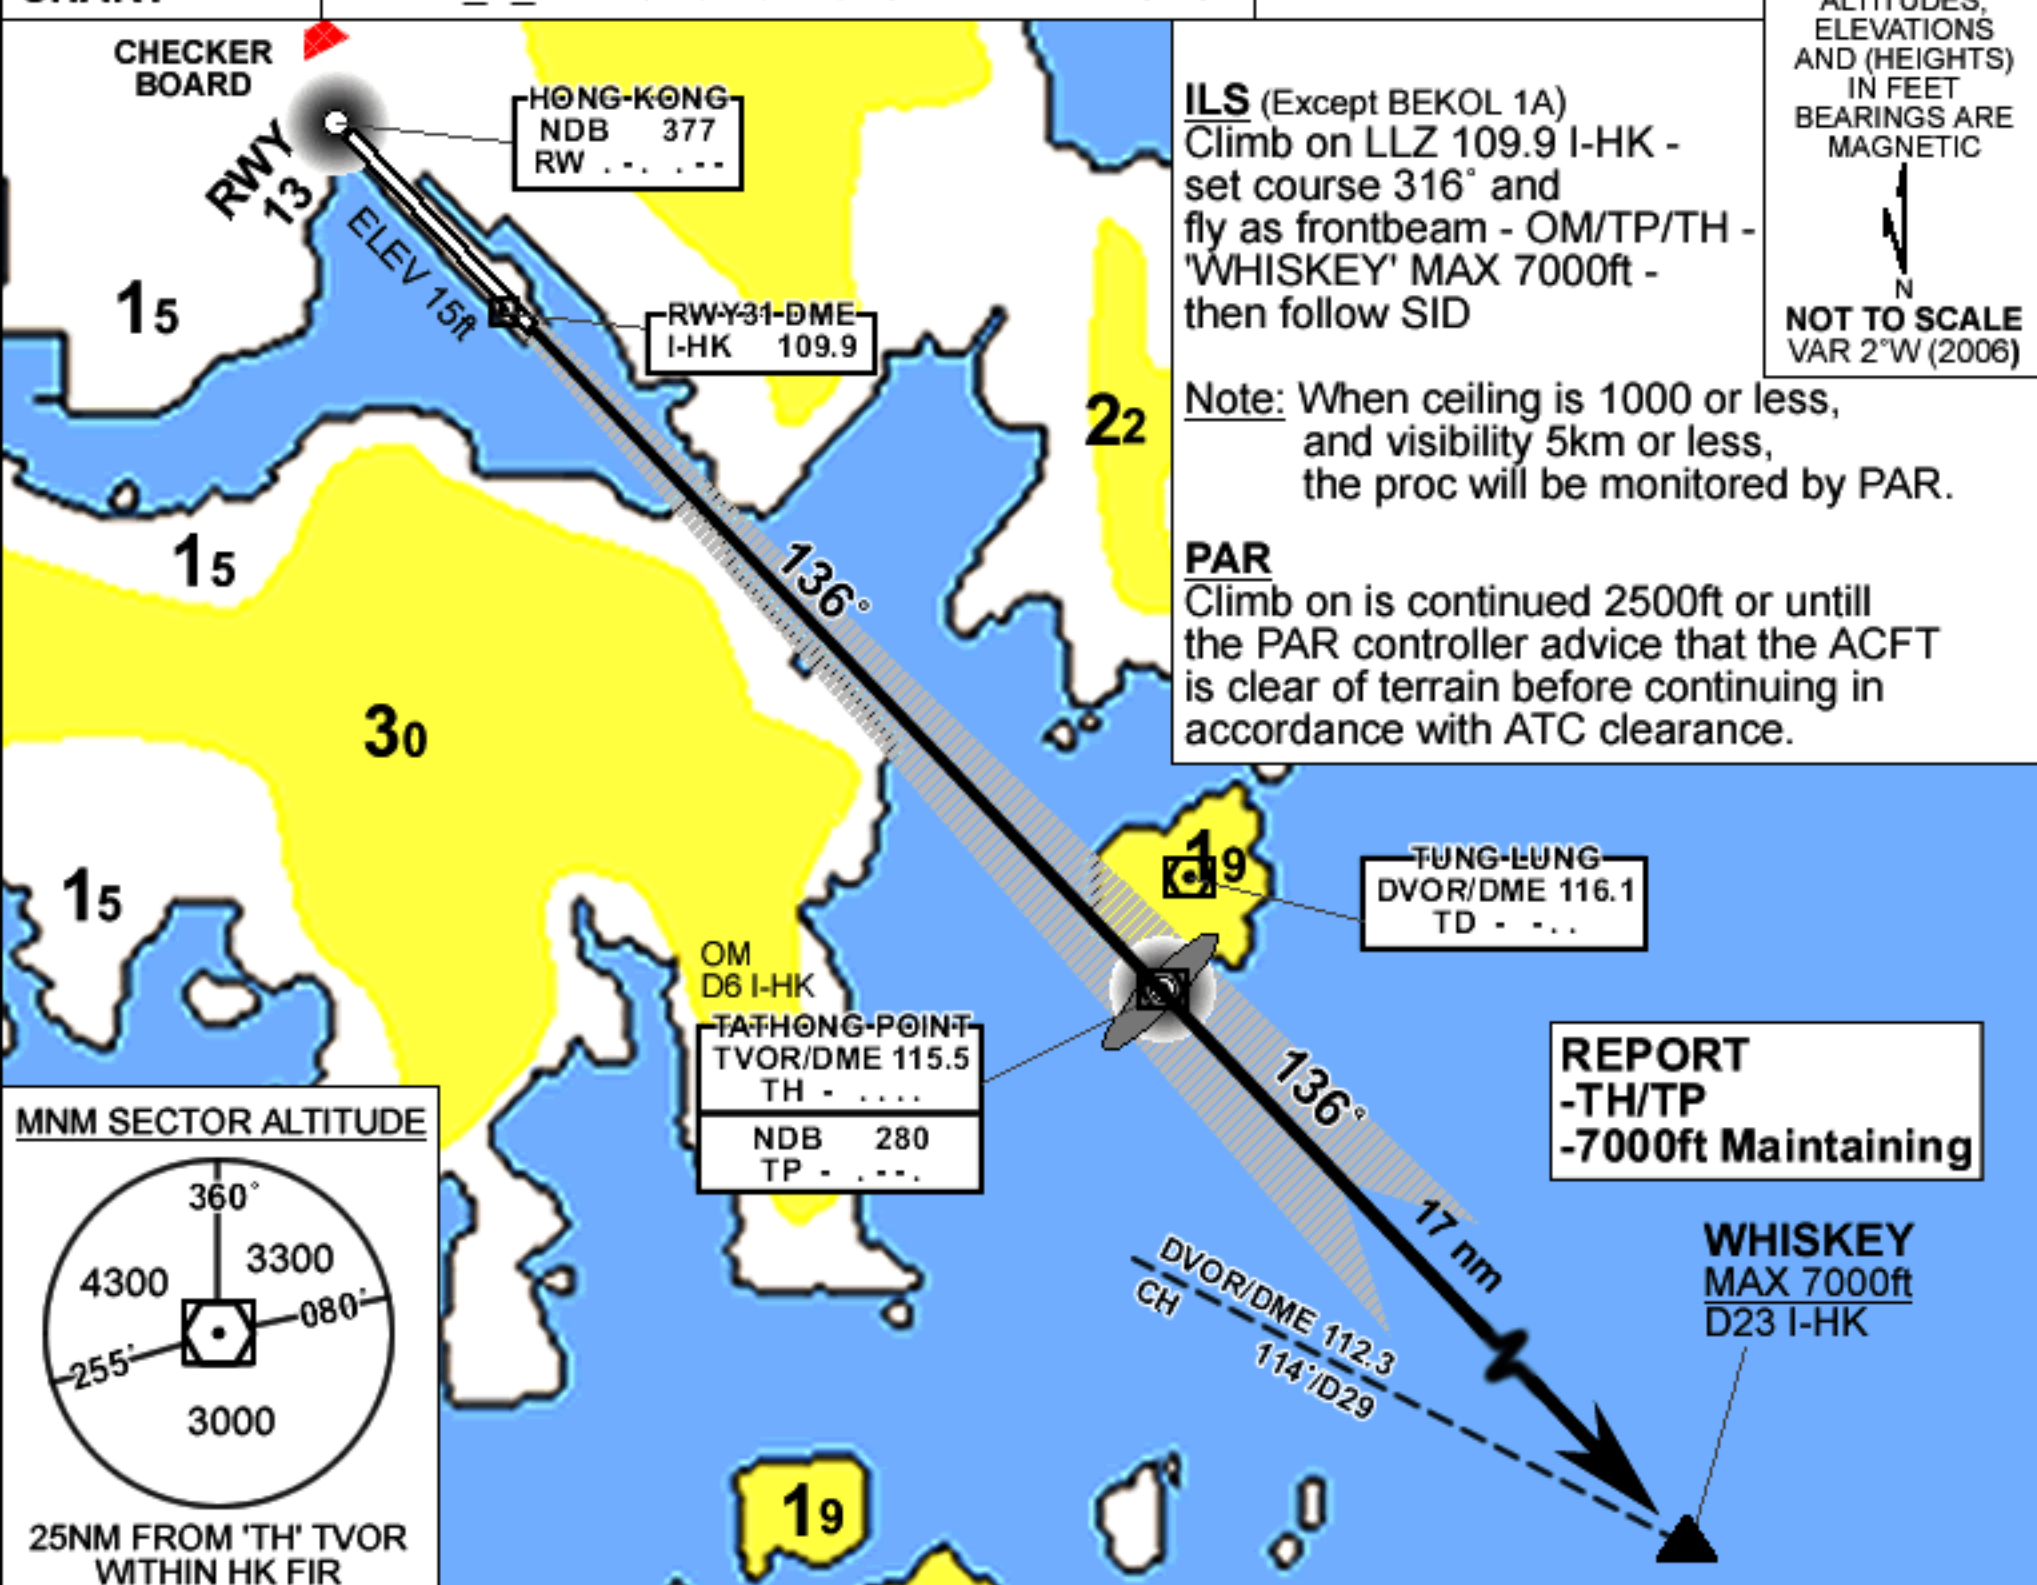 CHECKER
BOARD
RWY
13
ELEV 15ft
HONG-KONG
NDB 377
RW .-. .--
RWY31-DME
I-HK 109.9
ILS (Except BEKOL 1A)
Climb on LLZ 109.9 I-HK -
set course 316° and
fly as frontbeam - OM/TP/TH -
'WHISKEY' MAX 7000ft -
then follow SID
Note: When ceiling is 1000 or less,
and visibility 5km or less,
the proc will be monitored by PAR.
PAR
Climb on is continued 2500ft or untill
the PAR controller advice that the ACFT
is clear of terrain before continuing in
accordance with ATC clearance.
ALTITUDES,
ELEVATIONS
AND (HEIGHTS)
IN FEET
BEARINGS ARE
MAGNETIC
N
NOT TO SCALE
VAR 2°W (2006)
15
22
15
136°
30
15
19
TUNG-LUNG
DVOR/DME 116.1
TD - -..
OM
D6 I-HK
TATHONG-POINT
TVOR/DME 115.5
TH - ....
NDB 280
TP - .--.
136°
17 nm
REPORT
-TH/TP
-7000ft Maintaining
WHISKEY
MAX 7000ft
D23 I-HK
DVOR/DME 112.3
CH 114°/D29
MNM SECTOR ALTITUDE
360°
4300
3300
080°
255°
3000
25NM FROM 'TH' TVOR
WITHIN HK FIR
19